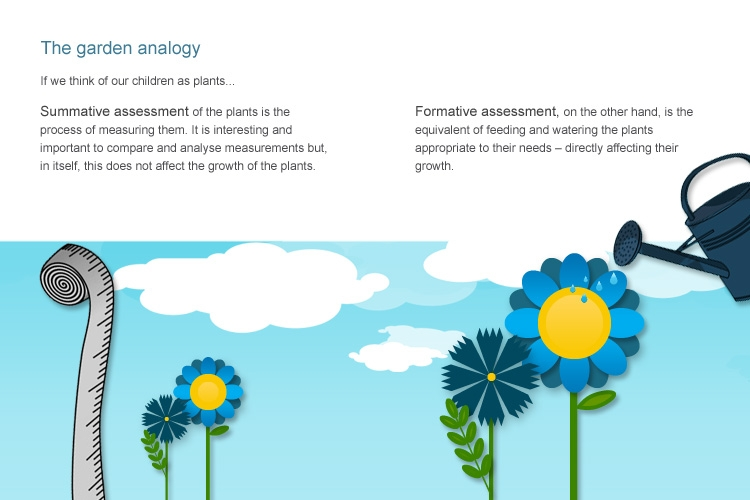 The garden analogy
If we think of our children as plants...
Summative assessment of the plants is the
process of measuring them. It is interesting and
important to compare and analyse measurements but,
in itself, this does not affect the growth of the plants.
Formative assessment, on the other hand, is the
equivalent of feeding and watering the plants
appropriate to their needs – directly affecting their
growth.